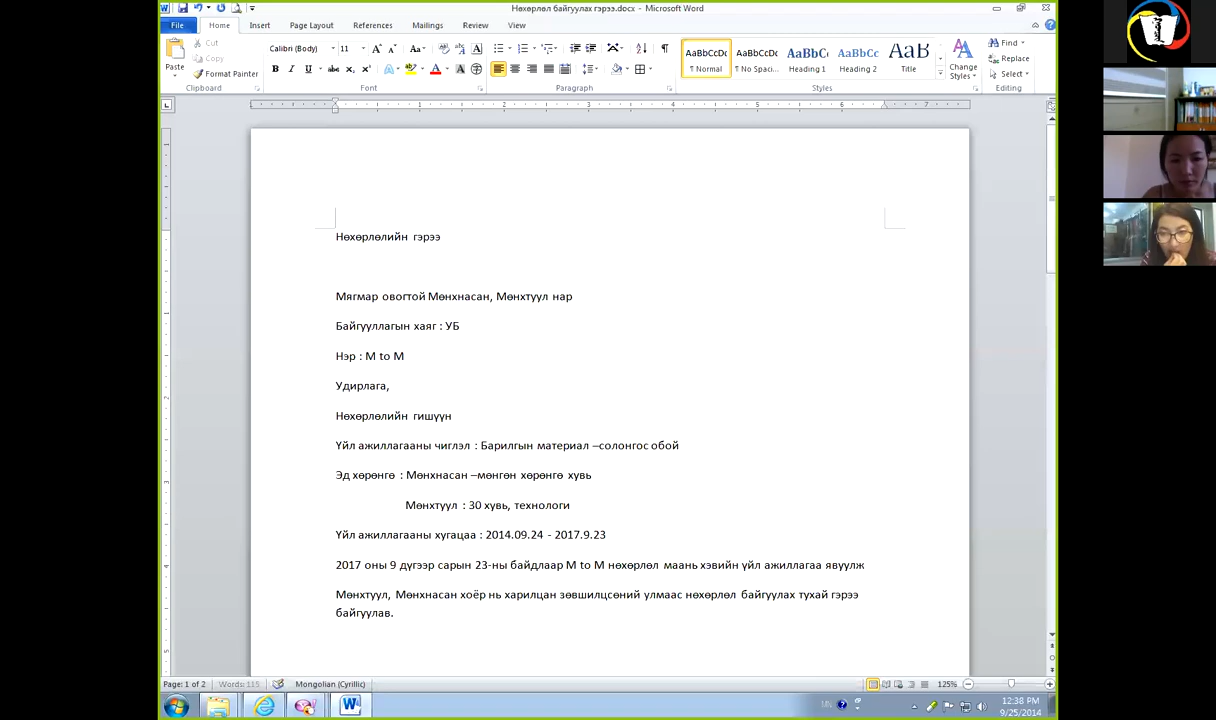 Нөхөрлөл байгуулах гэрээ.docx - Microsoft Word
File Home Insert Page Layout References Mailings Review View
Cut
Copy
Paste Format Painter
Calibri (Body) 11
AaBbCcDc AaBbCcDc AaBbCc AaBbCc AaB
¶ Normal ¶ No Spaci... Heading 1 Heading 2 Title
Change Styles
Find
Replace
Select
Clipboard Font Paragraph Styles Editing
Нөхөрлөлийн гэрээ
Мягмар овогтой Мөнхнасан, Мөнхтуул нар
Байгууллагын хаяг : УБ
Нэр : M to M
Удирлага,
Нөхөрлөлийн гишүүн
Үйл ажиллагааны чиглэл : Барилгын материал –солонгос обой
Эд хөрөнгө : Мөнхнасан –мөнгөн хөрөнгө хувь
Мөнхтуул : 30 хувь, технологи
Үйл ажиллагааны хугацаа : 2014.09.24 - 2017.9.23
2017 оны 9 дүгээр сарын 23-ны байдлаар M to M нөхөрлөл маань хэвийн үйл ажиллагаа явуулж
Мөнхтуул, Мөнхнасан хоёр нь харилцан зөвшилцсөний улмаас нөхөрлөл байгуулах тухай гэрээ
байгуулав.
Page: 1 of 2 Words: 115 Mongolian (Cyrillic) 125%
MN 12:38 PM
9/25/2014